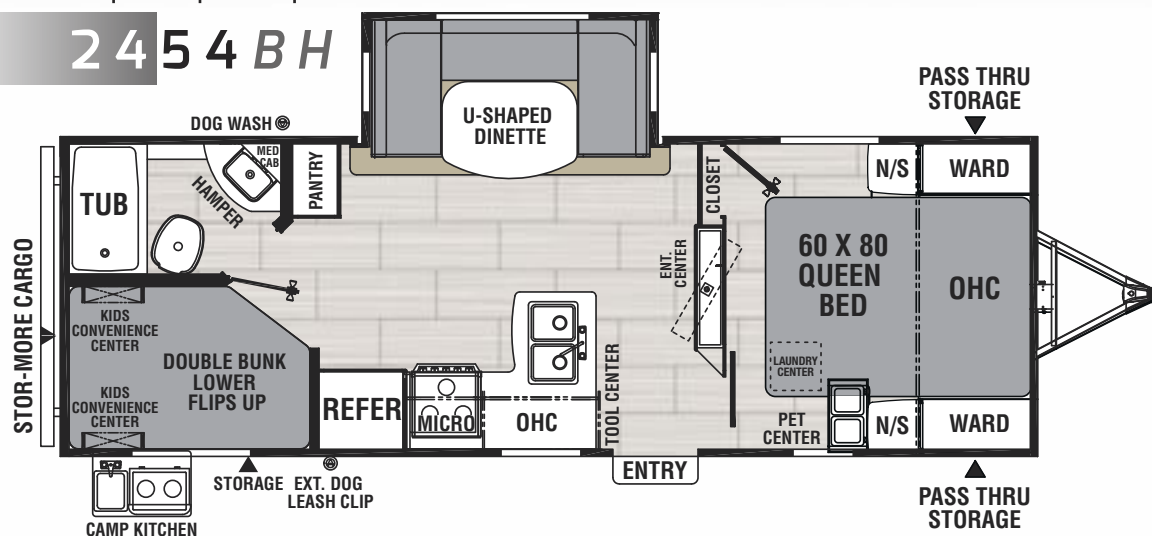 2454BH
PASS THRU
STORAGE
DOG WASH
U-SHAPED
DINETTE
MED
CAB
HAMPER
PANTRY
TUB
CLOSET
N/S
WARD
STOR-MORE CARGO
ENT.
CENTER
60 X 80
QUEEN
BED
OHC
KIDS
CONVENIENCE
CENTER
DOUBLE BUNK
LOWER
FLIPS UP
KIDS
CONVENIENCE
CENTER
LAUNDRY
CENTER
REFER
MICRO
OHC
TOOL CENTER
PET
CENTER
N/S
WARD
ENTRY
STORAGE
EXT. DOG
LEASH CLIP
CAMP KITCHEN
PASS THRU
STORAGE